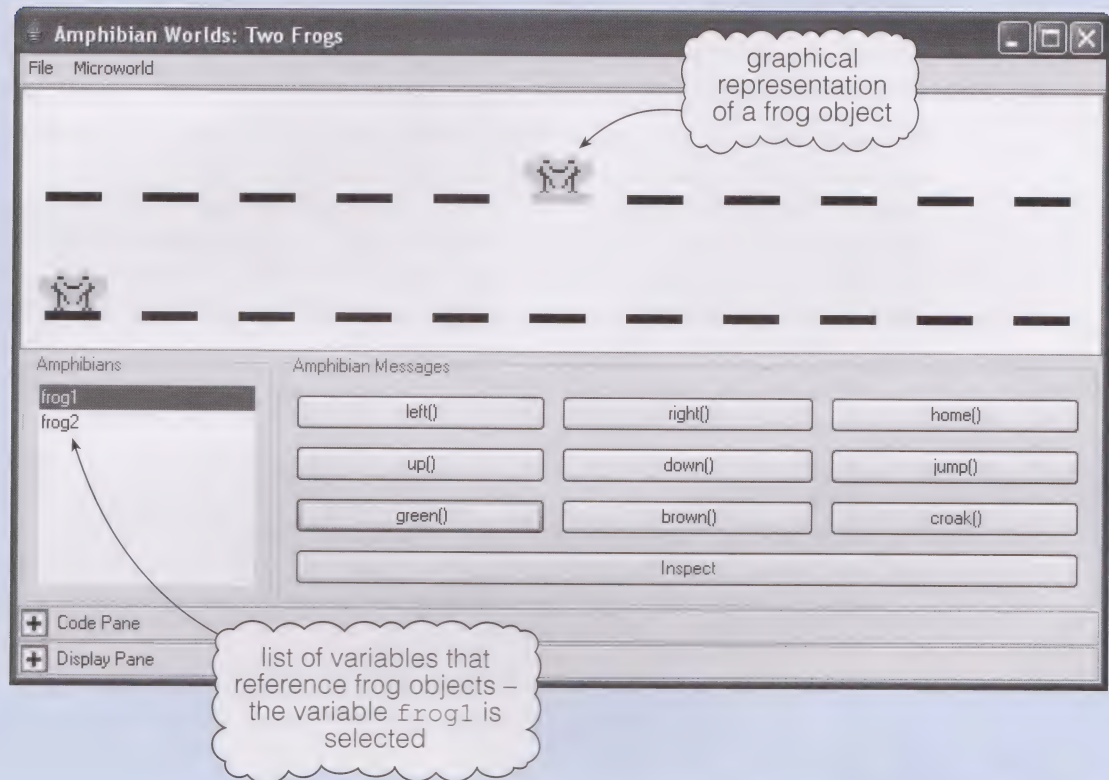 Amphibian Worlds: Two Frogs
File Microworld
graphical
representation
of a frog object
Amphibians
frog1
frog2
Amphibian Messages
left()
right()
home()
up()
down()
jump()
green()
brown()
croak()
Inspect
Code Pane
Display Pane
list of variables that
reference frog objects –
the variable frog1 is
selected